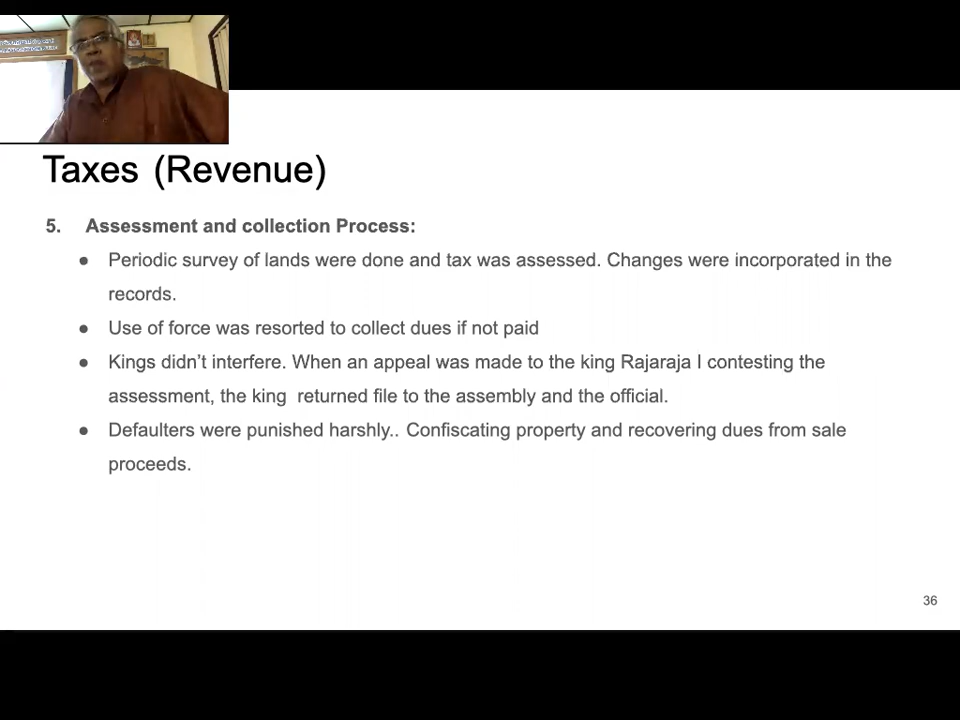 Taxes (Revenue)
5. Assessment and collection Process:
● Periodic survey of lands were done and tax was assessed. Changes were incorporated in the
records.
● Use of force was resorted to collect dues if not paid
● Kings didn't interfere. When an appeal was made to the king Rajaraja I contesting the
assessment, the king  returned file to the assembly and the official.
● Defaulters were punished harshly.. Confiscating property and recovering dues from sale
proceeds.
36